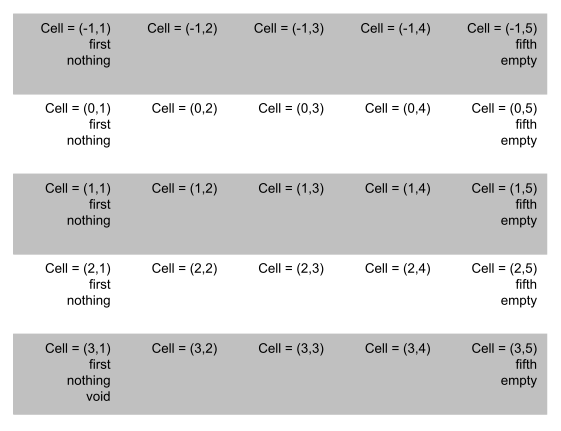 Cell = (-1,1) Cell = (-1,2) Cell = (-1,3) Cell = (-1,4) Cell = (-1,5)
first fifth
nothing empty
Cell = (0,1) Cell = (0,2) Cell = (0,3) Cell = (0,4) Cell = (0,5)
first fifth
nothing empty
Cell = (1,1) Cell = (1,2) Cell = (1,3) Cell = (1,4) Cell = (1,5)
first fifth
nothing empty
Cell = (2,1) Cell = (2,2) Cell = (2,3) Cell = (2,4) Cell = (2,5)
first fifth
nothing empty
Cell = (3,1) Cell = (3,2) Cell = (3,3) Cell = (3,4) Cell = (3,5)
first fifth
nothing empty
void